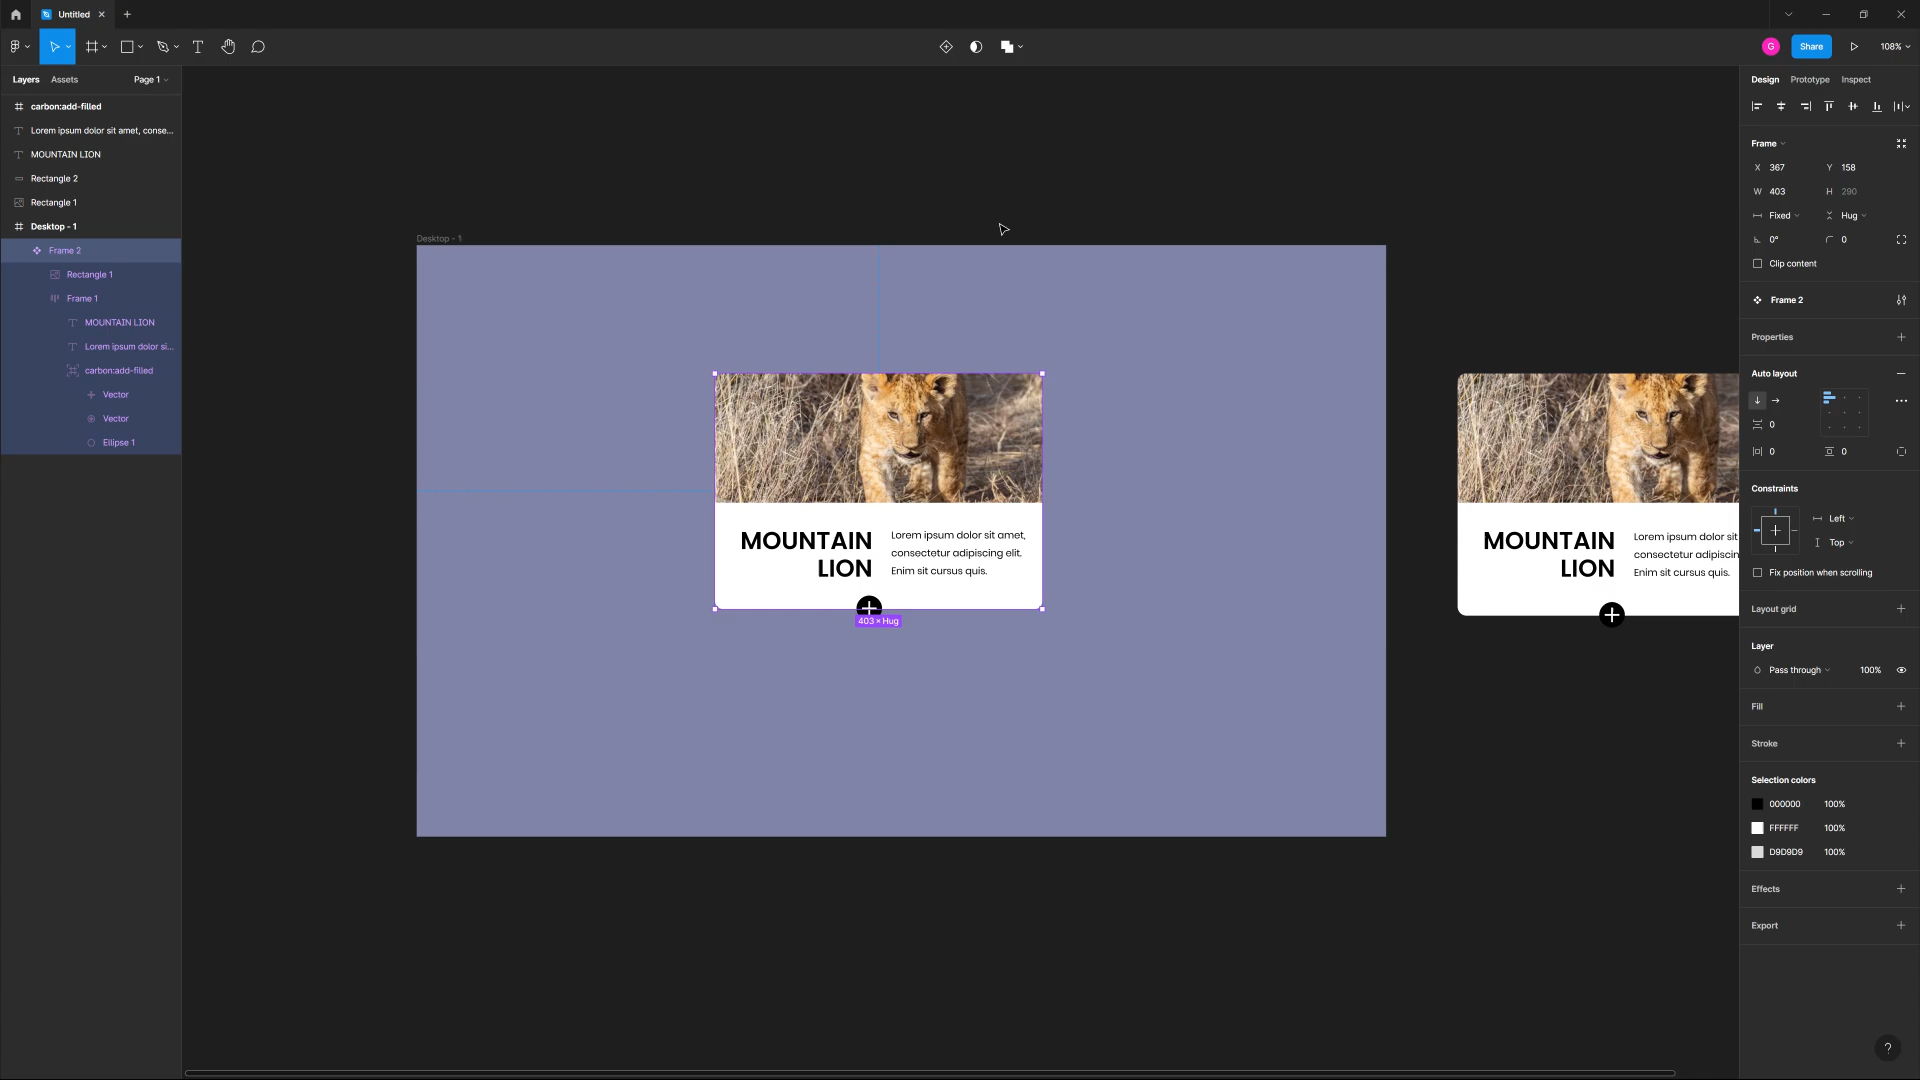 Untitled
G
Share
108%
Layers
Assets
Page 1
carbon:add-filled
Lorem ipsum dolor sit amet, conse...
MOUNTAIN LION
Rectangle 2
Rectangle 1
Desktop - 1
Frame 2
Rectangle 1
Frame 1
MOUNTAIN LION
Lorem ipsum dolor si...
carbon:add-filled
Vector
Vector
Ellipse 1
Desktop - 1
MOUNTAIN
LION
Lorem ipsum dolor sit amet,
consectetur adipiscing elit.
Enim sit cursus quis.
403 × Hug
MOUNTAIN
LION
Lorem ipsum dolor sit
consectetur adipiscin
Enim sit cursus quis.
Design
Prototype
Inspect
Frame
X 367
Y 158
W 403
H 290
Fixed
Hug
0°
0
Clip content
Frame 2
Properties
Auto layout
0
0
0
Constraints
Left
Top
Fix position when scrolling
Layout grid
Layer
Pass through
100%
Fill
Stroke
Selection colors
000000 100%
FFFFFF 100%
D9D9D9 100%
Effects
Export
?